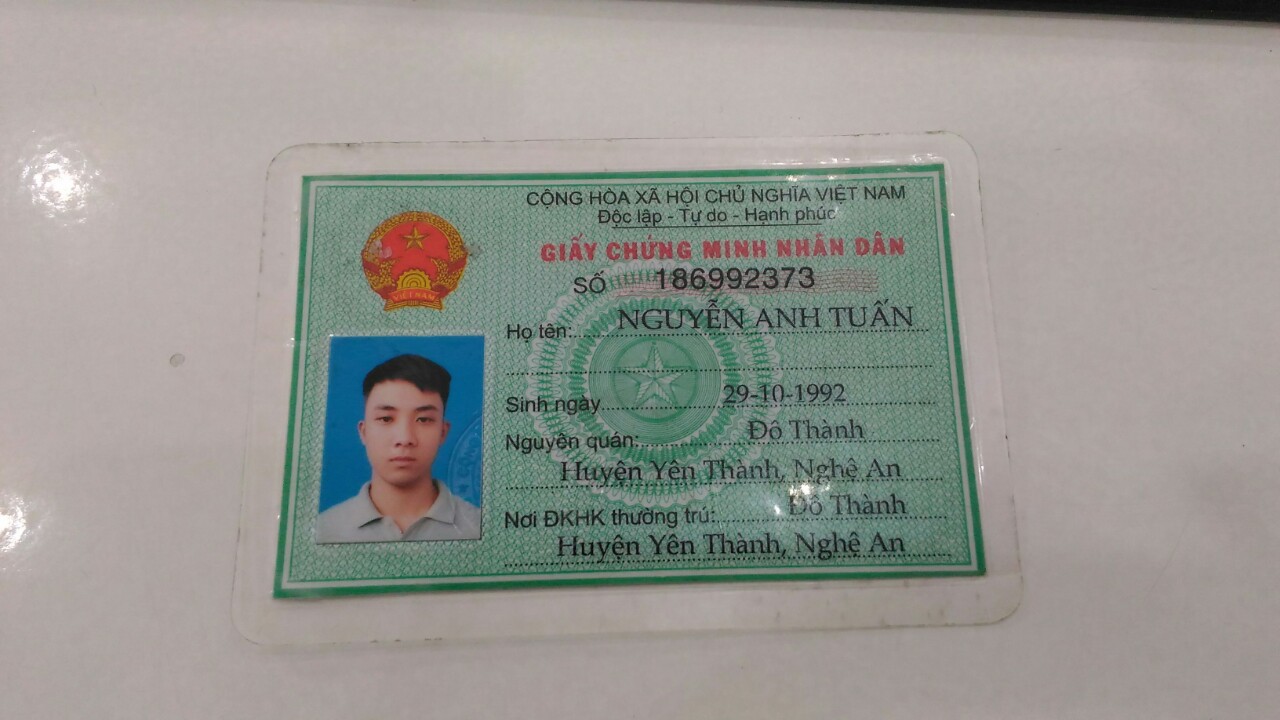 CỘNG HÒA XÃ HỘI CHỦ NGHĨA VIỆT NAM
Độc lập - Tự do - Hạnh phúc
GIẤY CHỨNG MINH NHÂN DÂN
SỐ 186992373
VIỆT NAM
Họ tên: NGUYỄN ANH TUẤN
Sinh ngày 29-10-1992
Nguyên quán: Đô Thành
Huyện Yên Thành, Nghệ An
Nơi ĐKHK thường trú: Đô Thành
Huyện Yên Thành, Nghệ An